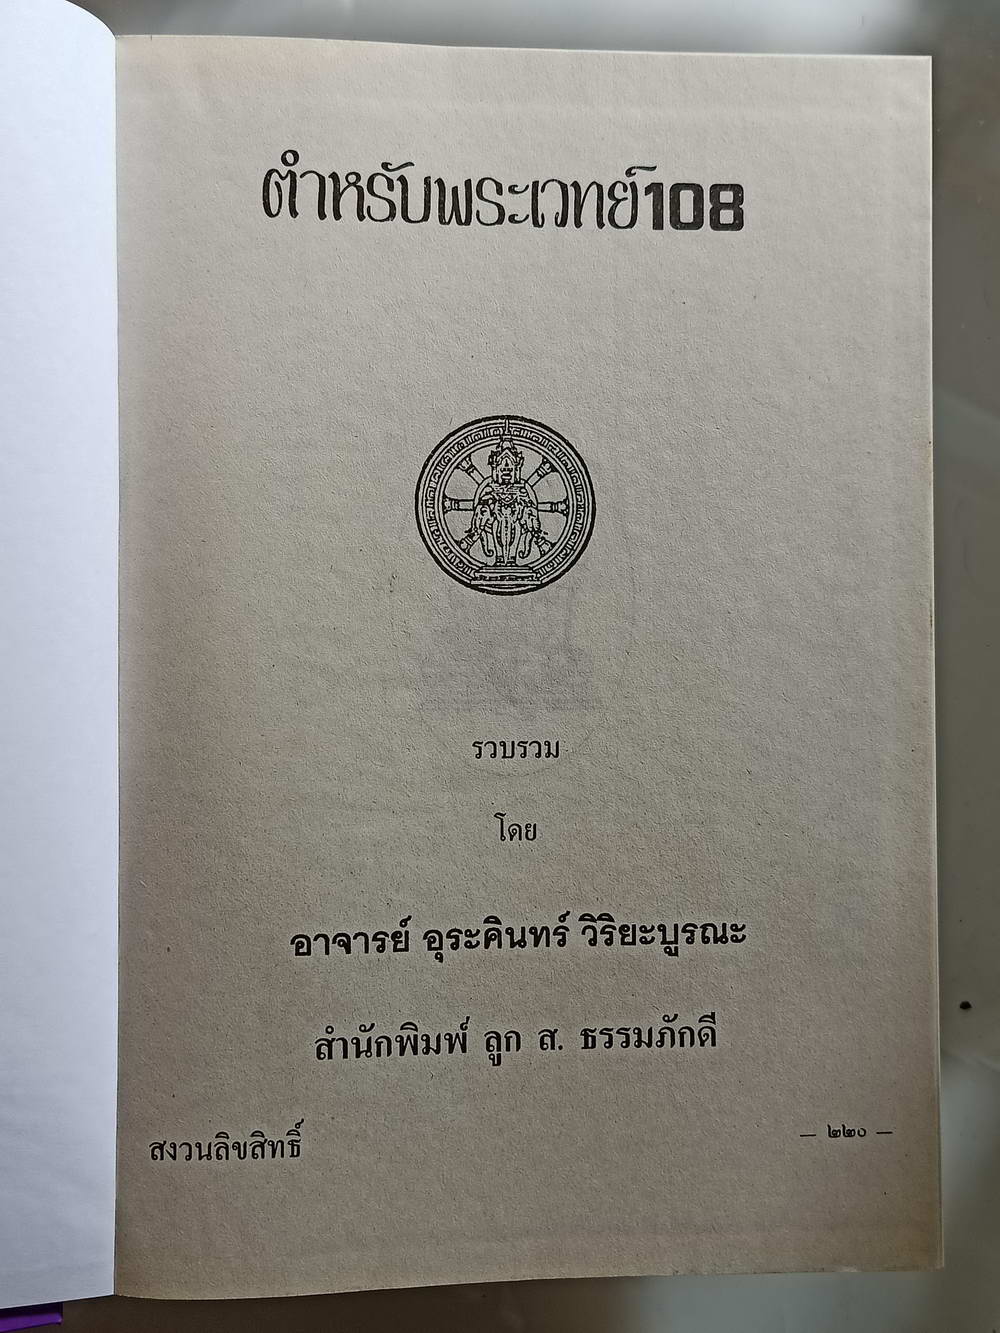 ตำหรับพระเวทย์108
รวบรวม
โดย
อาจารย์ อุระคินทร์ วิริยะบูรณะ
สำนักพิมพ์ ลูก ส. ธรรมภักดี
สงวนลิขสิทธิ์
— ๒๒๐ —